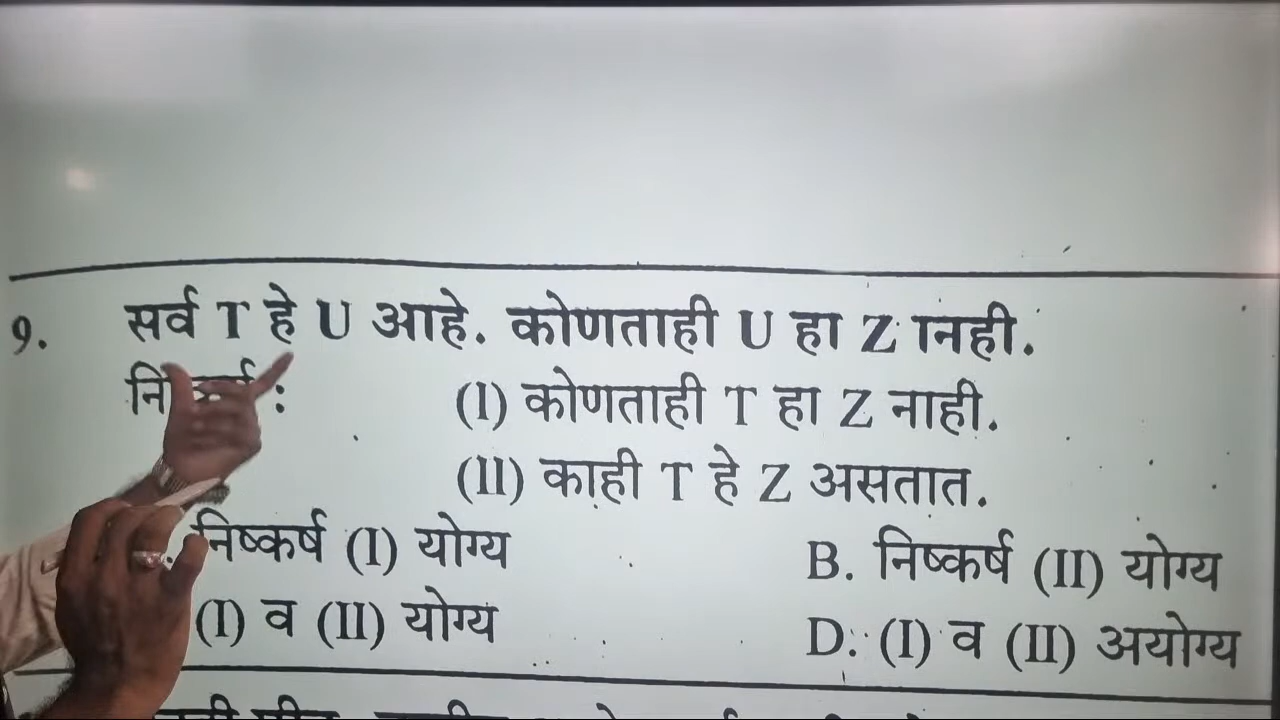 9. सर्व T हे U आहे. कोणताही U हा Z ानही.
: (I) कोणताही T हा Z नाही.
(II) काही T हे Z असतात.
निष्कर्ष (I) योग्य B. निष्कर्ष (II) योग्य
(I) व (II) योग्य D. (I) व (II) अयोग्य